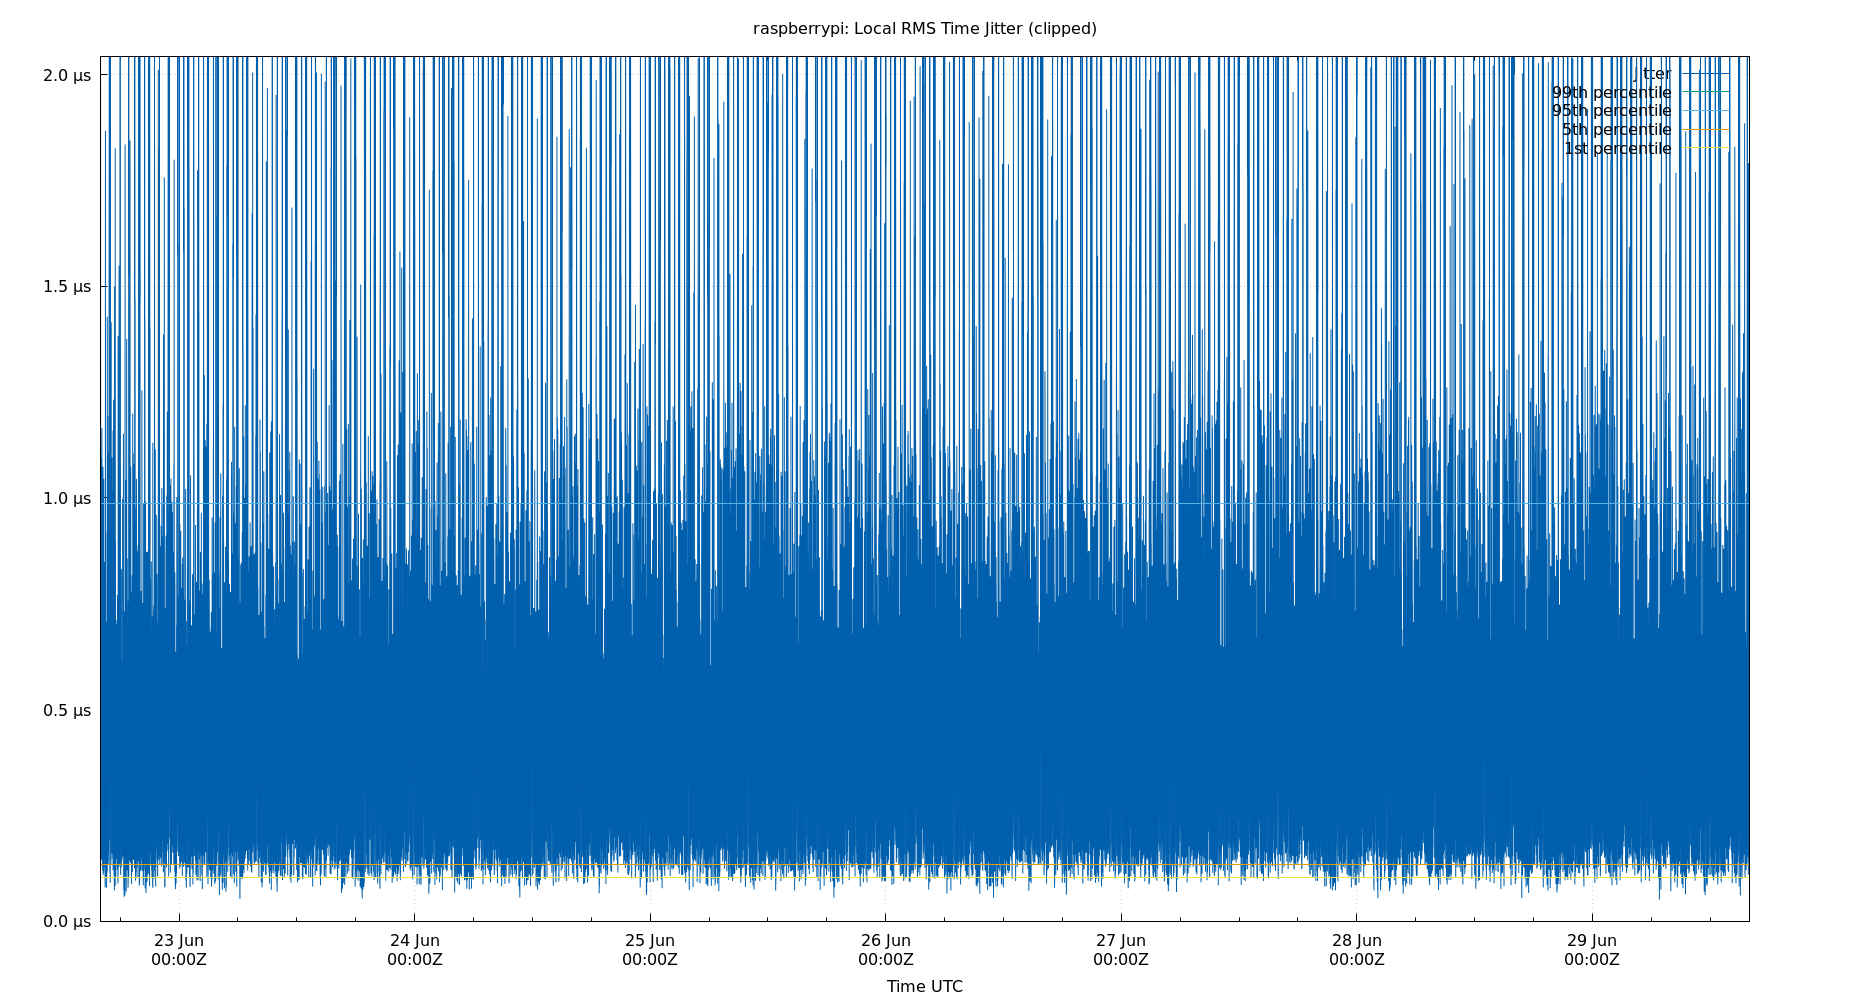 raspberrypi: Local RMS Time Jitter (clipped)
2.0 µs
1.5 µs
1.0 µs
0.5 µs
0.0 µs
jitter
99th percentile
95th percentile
5th percentile
1st percentile
23 Jun 24 Jun 25 Jun 26 Jun 27 Jun 28 Jun 29 Jun
00:00Z 00:00Z 00:00Z 00:00Z 00:00Z 00:00Z 00:00Z
Time UTC